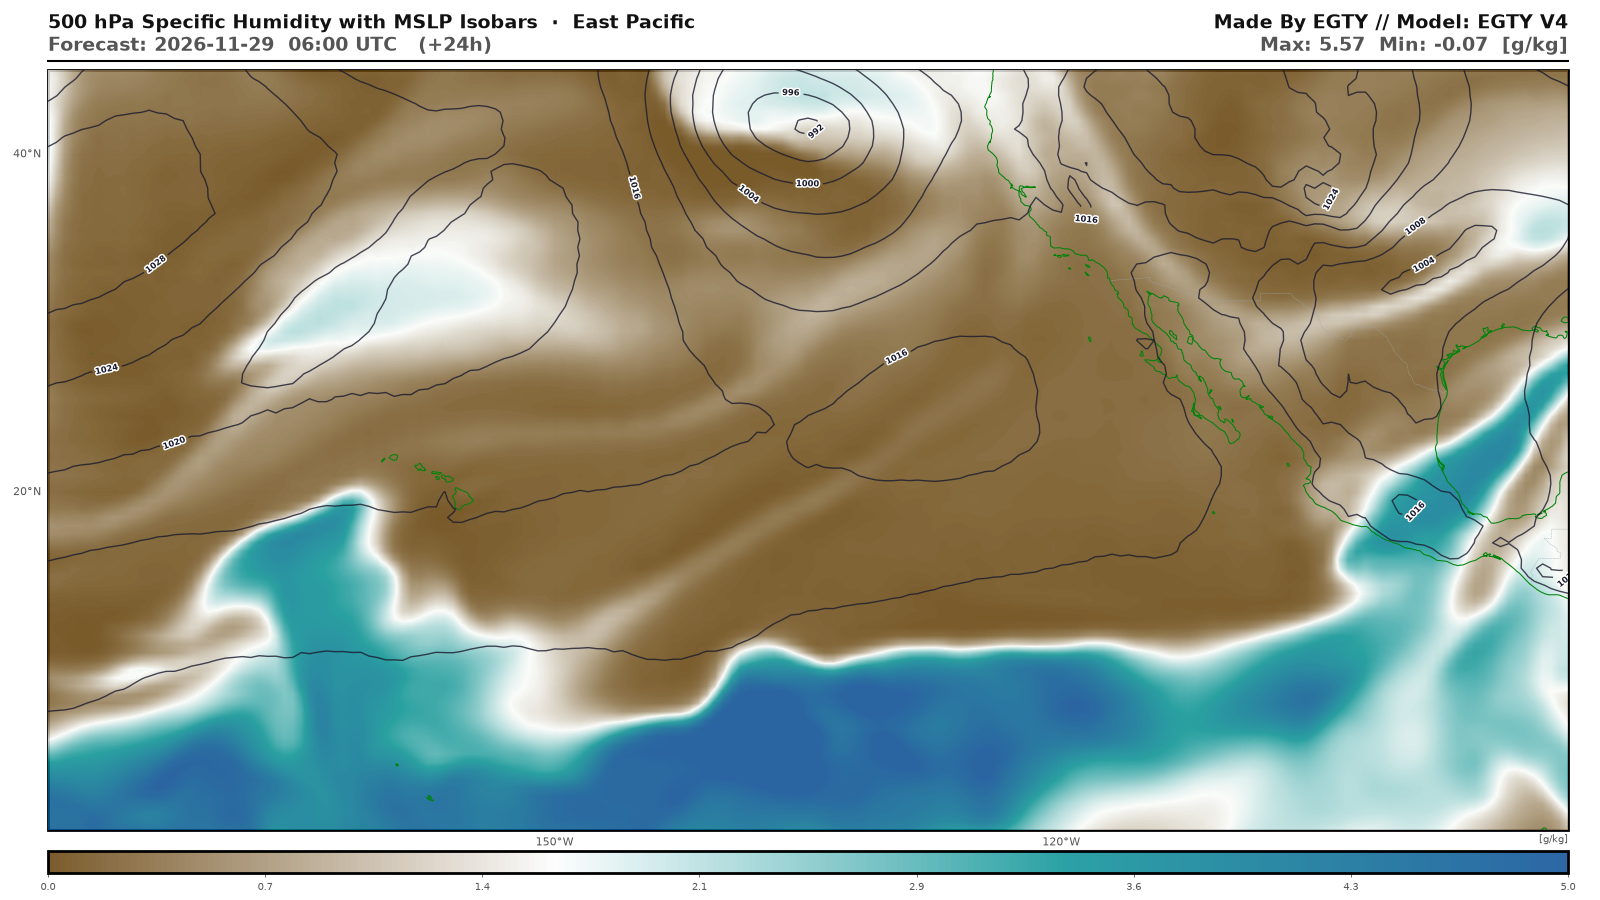 500 hPa Specific Humidity with MSLP Isobars · East Pacific
Made By EGTY // Model: EGTY V4
Forecast: 2026-11-29 06:00 UTC (+24h)
Max: 5.57 Min: -0.07 [g/kg]
996
992
40°N
1000
1016
1004
1024
1016
1008
1028
1004
1016
1024
1020
20°N
1016
150°W
120°W
[g/kg]
0.0
0.7
1.4
2.1
2.9
3.6
4.3
5.0